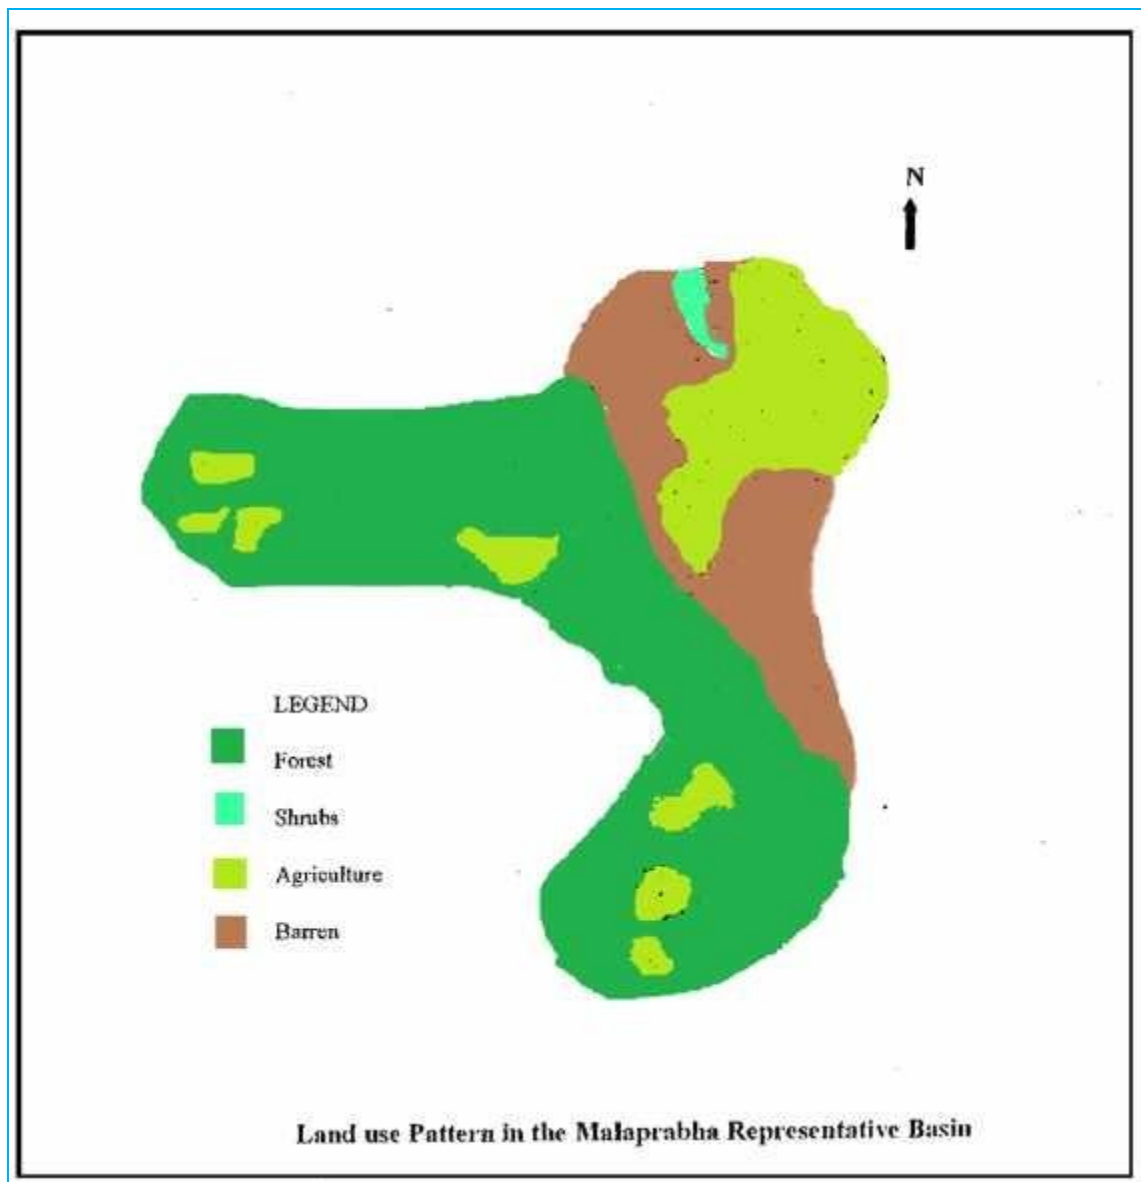 N
LEGEND
Forest
Shrubs
Agriculture
Barren
Land use Pattern in the Malaprabha Representative Basin